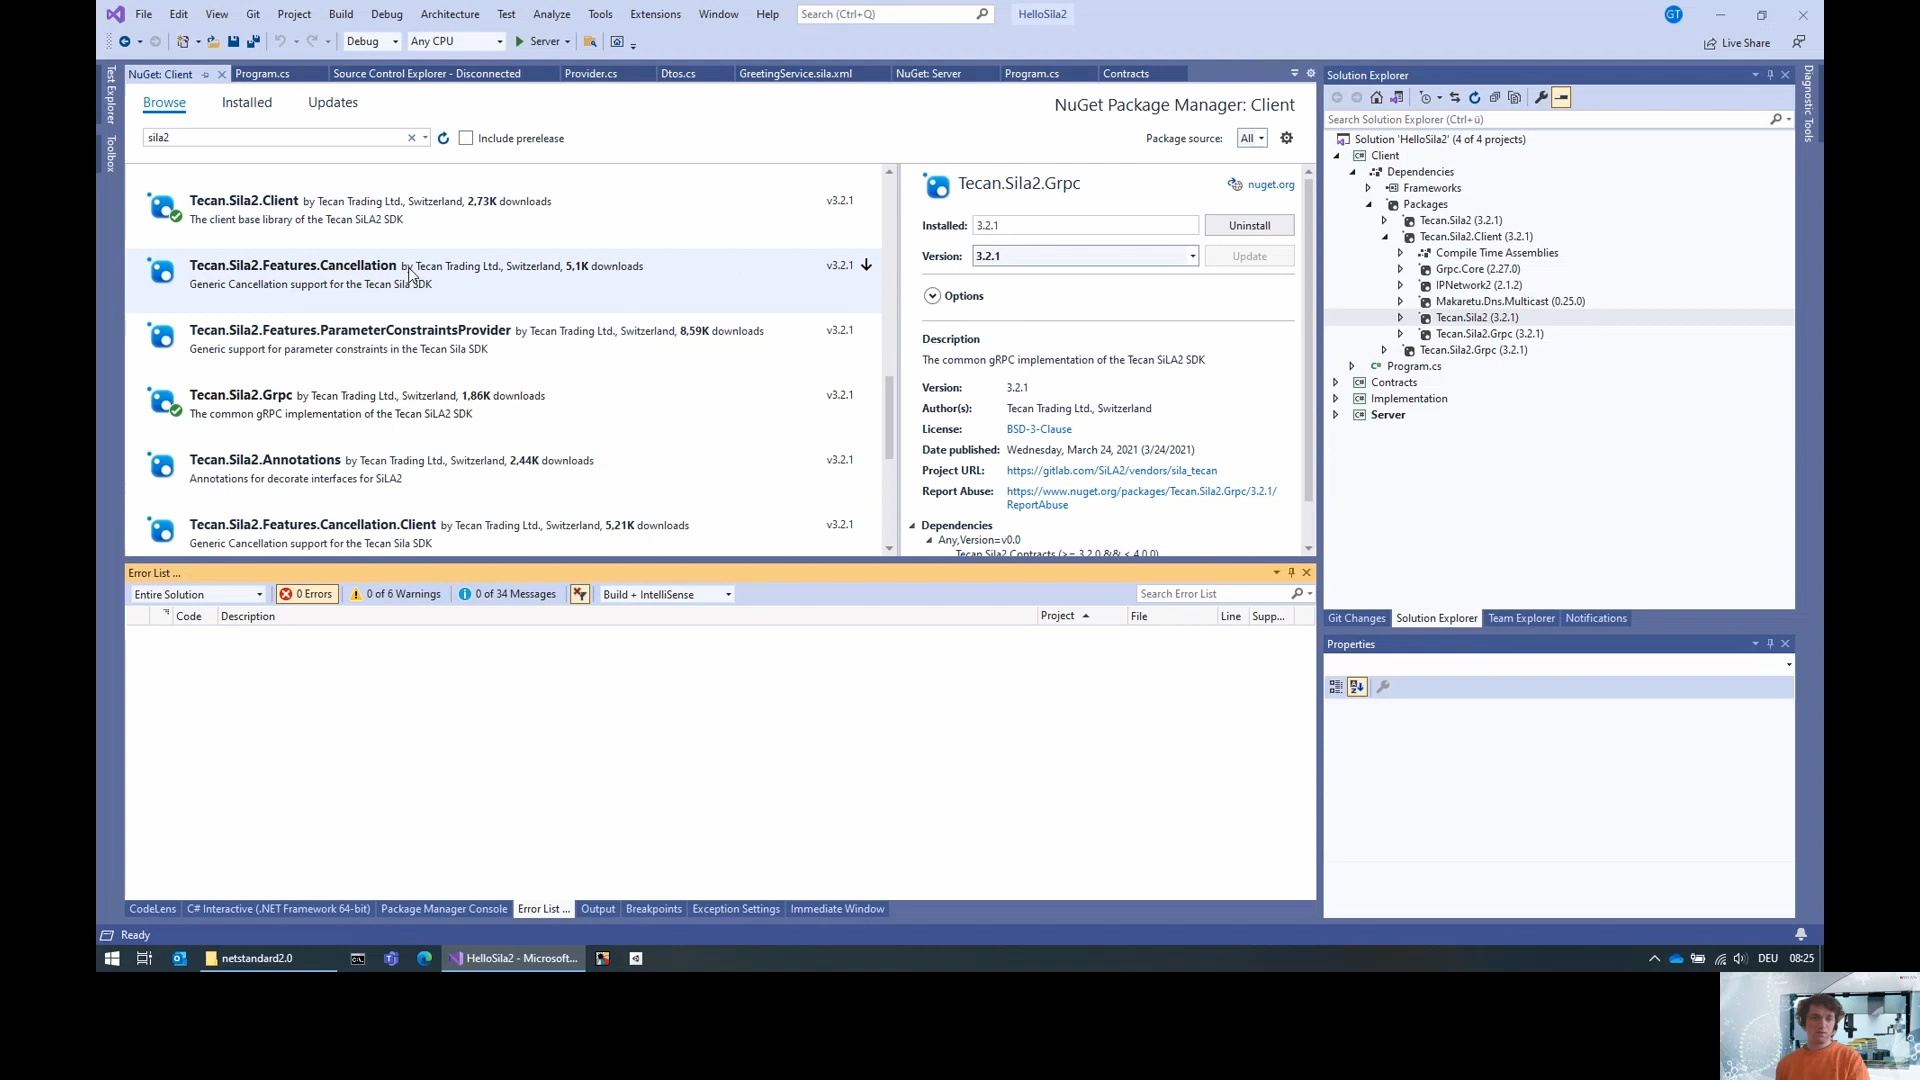 File Edit View Git Project Build Debug Architecture Test Analyze Tools Extensions Window Help Search (Ctrl+Q) HelloSila2 GT
Debug Any CPU Server Live Share
Test Explorer
Toolbox
NuGet: Client Program.cs Source Control Explorer - Disconnected Provider.cs Dtos.cs GreetingService.sila.xml NuGet: Server Program.cs Contracts
Browse Installed Updates
NuGet Package Manager: Client
sila2
Include prerelease
Package source: All
Tecan.Sila2.Client by Tecan Trading Ltd., Switzerland, 2,73K downloads v3.2.1
The client base library of the Tecan SiLA2 SDK
Tecan.Sila2.Features.Cancellation by Tecan Trading Ltd., Switzerland, 5,1K downloads v3.2.1
Generic Cancellation support for the Tecan Sila SDK
Tecan.Sila2.Features.ParameterConstraintsProvider by Tecan Trading Ltd., Switzerland, 8,59K downloads v3.2.1
Generic support for parameter constraints in the Tecan Sila SDK
Tecan.Sila2.Grpc by Tecan Trading Ltd., Switzerland, 1,86K downloads v3.2.1
The common gRPC implementation of the Tecan SiLA2 SDK
Tecan.Sila2.Annotations by Tecan Trading Ltd., Switzerland, 2,44K downloads v3.2.1
Annotations for decorate interfaces for SiLA2
Tecan.Sila2.Features.Cancellation.Client by Tecan Trading Ltd., Switzerland, 5,21K downloads v3.2.1
Generic Cancellation support for the Tecan Sila SDK
Tecan.Sila2.Grpc
nuget.org
Installed: 3.2.1 Uninstall
Version: 3.2.1 Update
Options
Description
The common gRPC implementation of the Tecan SiLA2 SDK
Version: 3.2.1
Author(s): Tecan Trading Ltd., Switzerland
License: BSD-3-Clause
Date published: Wednesday, March 24, 2021 (3/24/2021)
Project URL: https://gitlab.com/SiLA2/vendors/sila_tecan
Report Abuse: https://www.nuget.org/packages/Tecan.Sila2.Grpc/3.2.1/
ReportAbuse
Dependencies
Any,Version=v0.0
Tecan.Sila2.Contracts (>= 3.2.0 && < 4.0.0)
Error List ...
Entire Solution 0 Errors 0 of 6 Warnings 0 of 34 Messages Build + IntelliSense Search Error List
Code Description Project File Line Supp...
CodeLens C# Interactive (.NET Framework 64-bit) Package Manager Console Error List ... Output Breakpoints Exception Settings Immediate Window
Solution Explorer
Search Solution Explorer (Ctrl+ü)
Solution 'HelloSila2' (4 of 4 projects)
Client
Dependencies
Frameworks
Packages
Tecan.Sila2 (3.2.1)
Tecan.Sila2.Client (3.2.1)
Compile Time Assemblies
Grpc.Core (2.27.0)
IPNetwork2 (2.1.2)
Makaretu.Dns.Multicast (0.25.0)
Tecan.Sila2 (3.2.1)
Tecan.Sila2.Grpc (3.2.1)
Tecan.Sila2.Grpc (3.2.1)
Program.cs
Contracts
Implementation
Server
Git Changes Solution Explorer Team Explorer Notifications
Properties
Diagnostic Tools
Ready
netstandard2.0 HelloSila2 - Microsoft... DEU 08:25